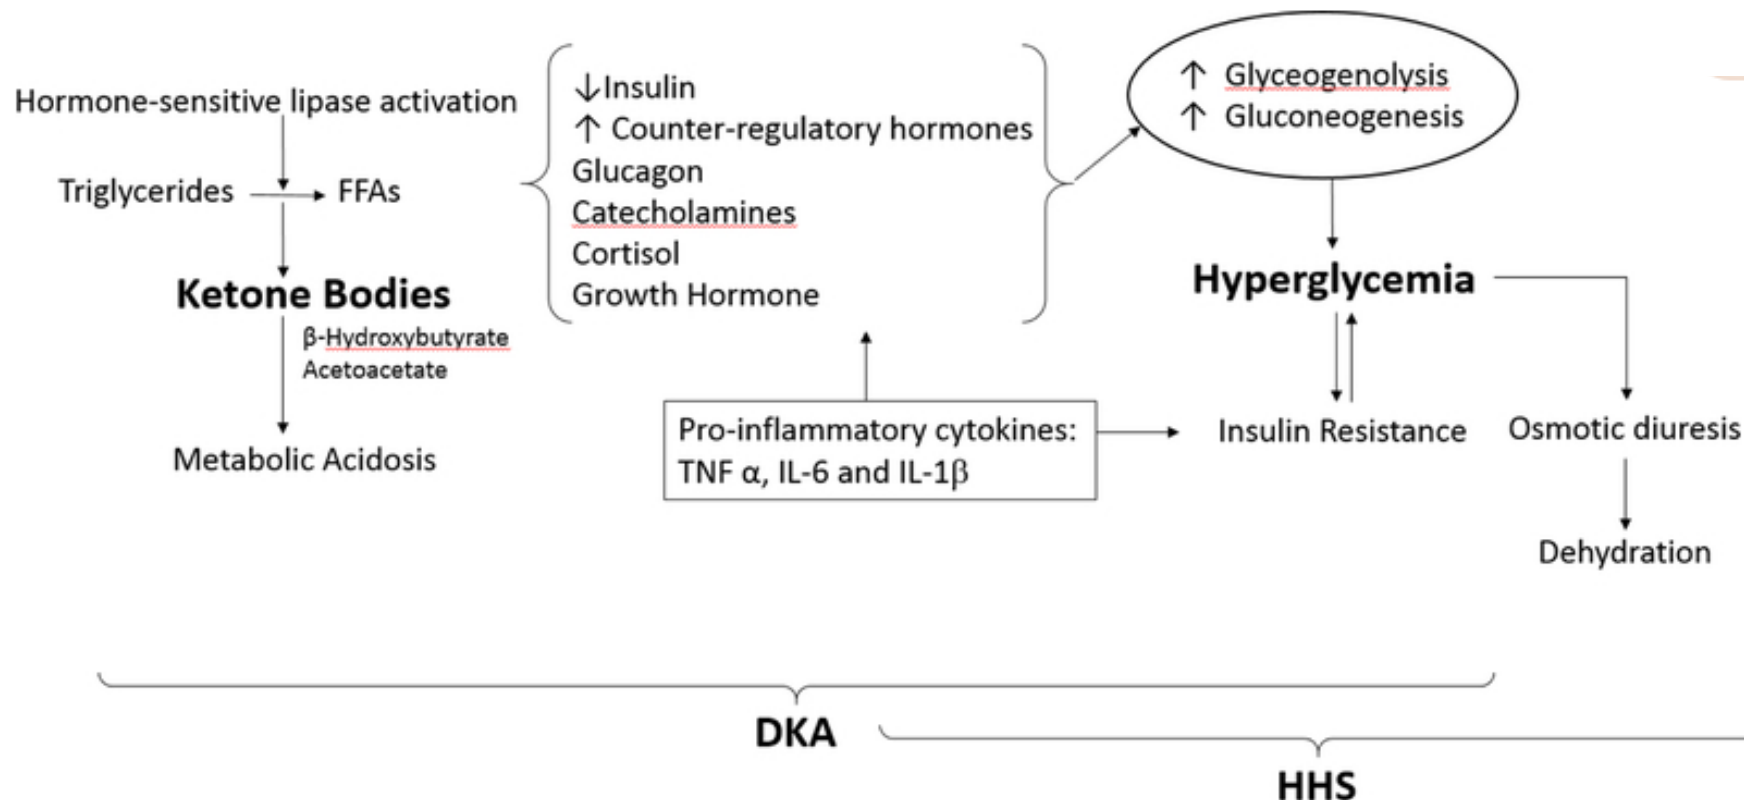 Hormone-sensitive lipase activation
Triglycerides
FFAs
Ketone Bodies
β-Hydroxybutyrate
Acetoacetate
Metabolic Acidosis
↓Insulin
↑ Counter-regulatory hormones
Glucagon
Catecholamines
Cortisol
Growth Hormone
Pro-inflammatory cytokines:
TNF α, IL-6 and IL-1β
↑ Glyceogenolysis
↑ Gluconeogenesis
Hyperglycemia
Insulin Resistance
Osmotic diuresis
Dehydration
DKA
HHS